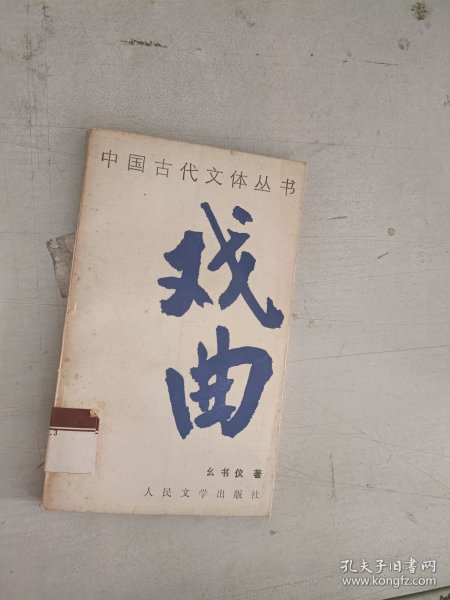 中国古代文体丛书
戏曲
幺书仪 著
人民文学出版社
孔夫子旧书网
www.kongfz.com